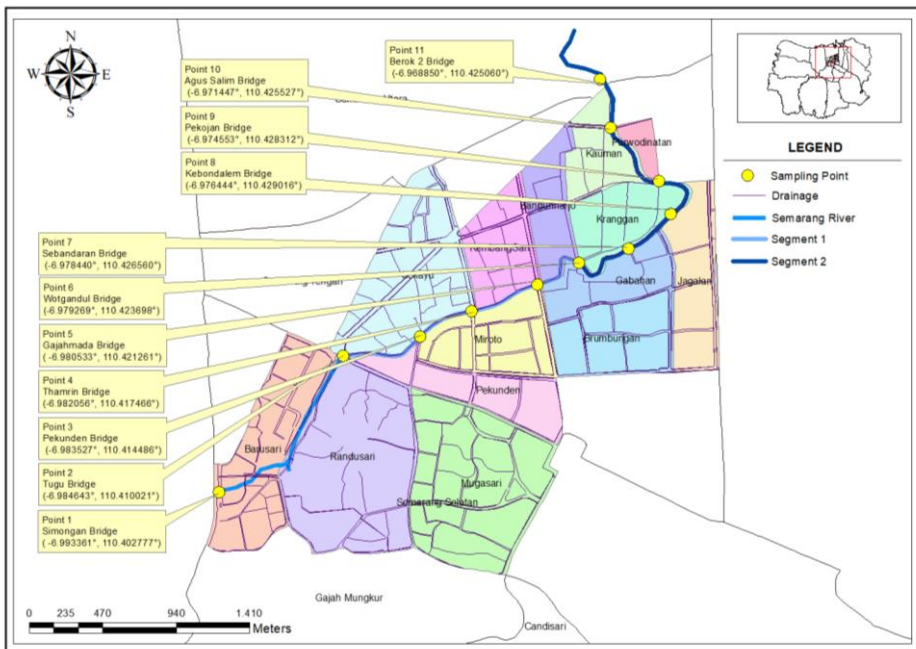 N
W
E
S
Point 11
Berok 2 Bridge
(-6.968850°, 110.425060°)
Point 10
Agus Salim Bridge
(-6.971447°, 110.425527°)
Point 9
Pekojan Bridge
(-6.974553°, 110.428312°)
Point 8
Kebondalem Bridge
(-6.976444°, 110.429016°)
Kauman
Purwodinatan
Kranggan
Point 7
Sebandaran Bridge
(-6.978440°, 110.426560°)
Point 6
Wotgandul Bridge
(-6.979269°, 110.423698°)
Point 5
Gajahmada Bridge
(-6.980533°, 110.421261°)
Point 4
Thamrin Bridge
(-6.982056°, 110.417466°)
Point 3
Pekunden Bridge
(-6.983527°, 110.414486°)
Point 2
Tugu Bridge
(-6.984643°, 110.410021°)
Point 1
Simongan Bridge
(-6.993361°, 110.402777°)
Gabahan
Jagalan
Miroto
Pekunden
Barusari
Randusari
Mugasari
Semarang Selatan
Gajah Mungkur
Candisari
LEGEND
Sampling Point
Drainage
Semarang River
Segment 1
Segment 2
0 235 470 940 1.410
Meters